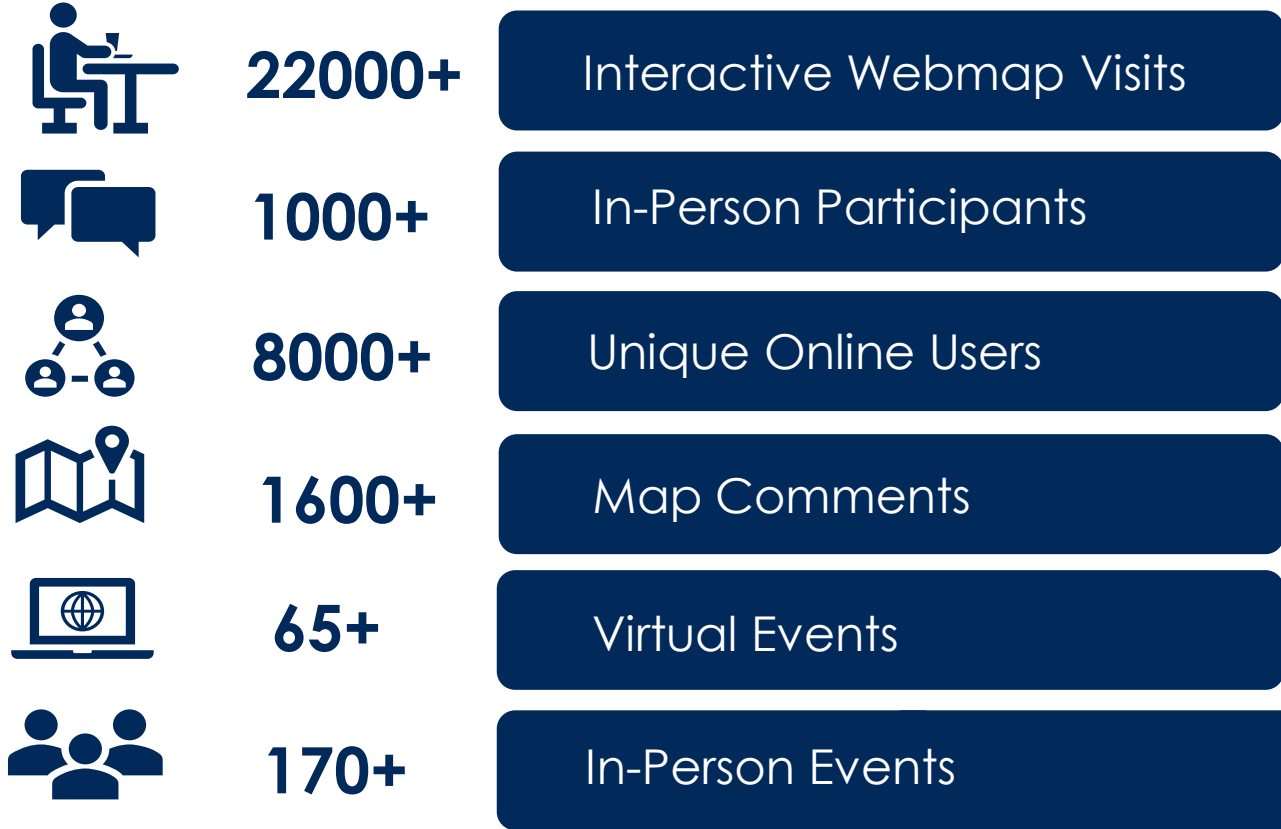 22000+ Interactive Webmap Visits
1000+ In-Person Participants
8000+ Unique Online Users
1600+ Map Comments
65+ Virtual Events
170+ In-Person Events